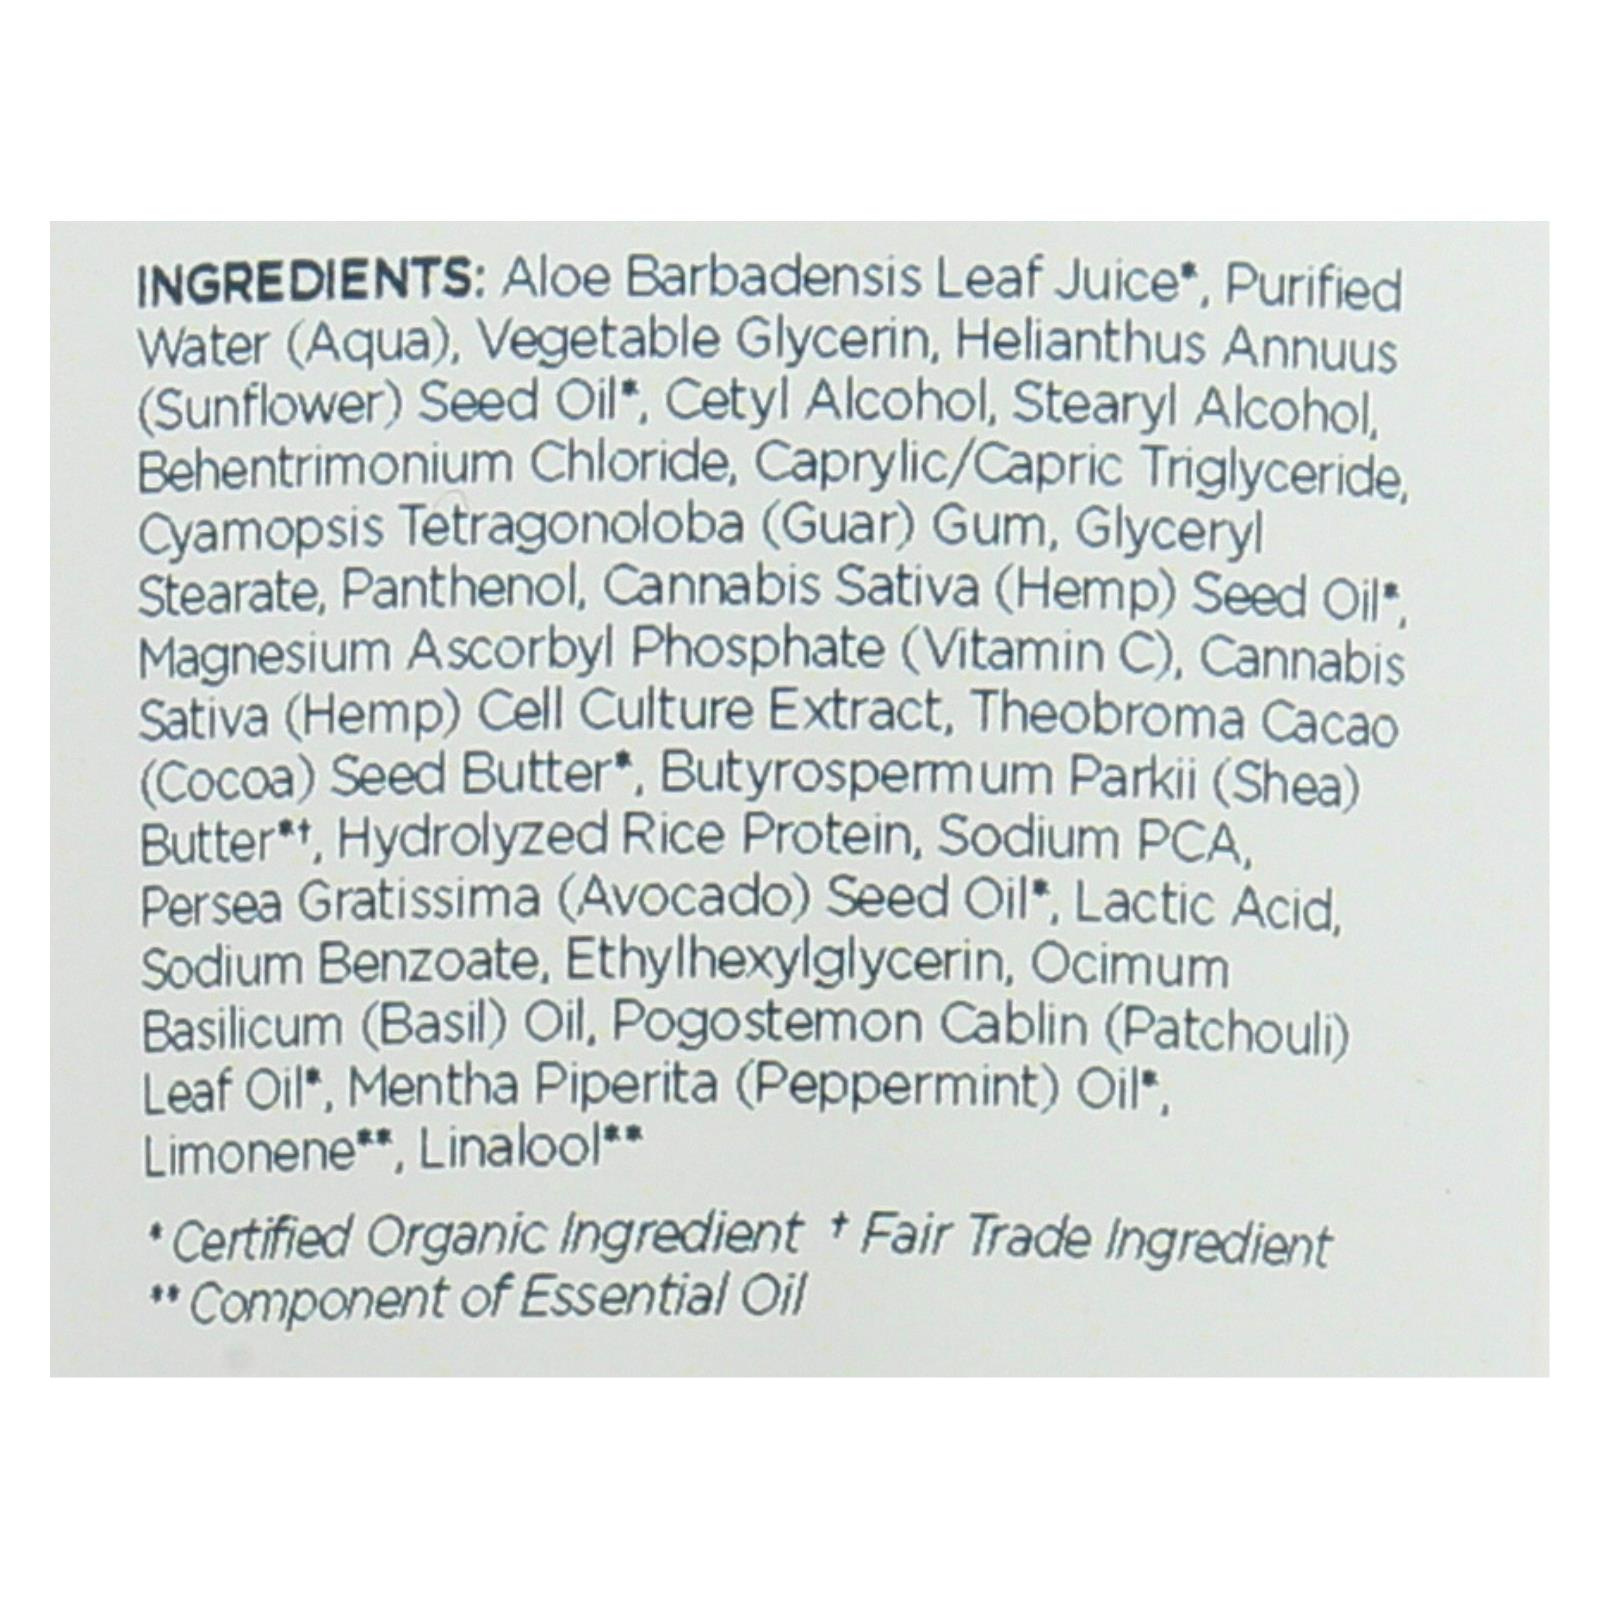 INGREDIENTS: Aloe Barbadensis Leaf Juice*, Purified
Water (Aqua), Vegetable Glycerin, Helianthus Annuus
(Sunflower) Seed Oil*, Cetyl Alcohol, Stearyl Alcohol,
Behentrimonium Chloride, Caprylic/Capric Triglyceride,
Cyamopsis Tetragonoloba (Guar) Gum, Glyceryl
Stearate, Panthenol, Cannabis Sativa (Hemp) Seed Oil*,
Magnesium Ascorbyl Phosphate (Vitamin C), Cannabis
Sativa (Hemp) Cell Culture Extract, Theobroma Cacao
(Cocoa) Seed Butter*, Butyrospermum Parkii (Shea)
Butter*†, Hydrolyzed Rice Protein, Sodium PCA,
Persea Gratissima (Avocado) Seed Oil*, Lactic Acid,
Sodium Benzoate, Ethylhexylglycerin, Ocimum
Basilicum (Basil) Oil, Pogostemon Cablin (Patchouli)
Leaf Oil*, Mentha Piperita (Peppermint) Oil*,
Limonene**, Linalool**
* Certified Organic Ingredient † Fair Trade Ingredient
** Component of Essential Oil